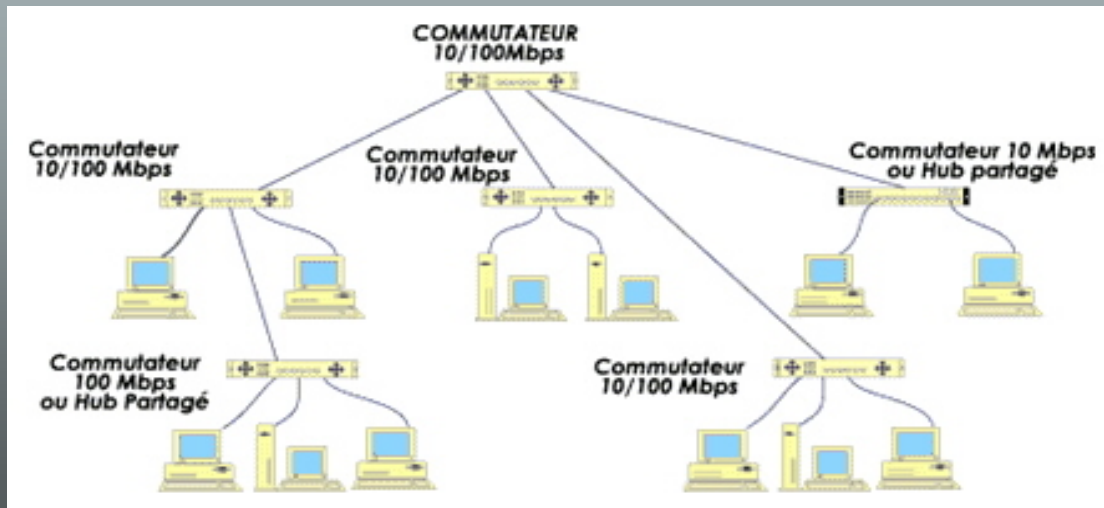 COMMUTATEUR
10/100Mbps
Commutateur
10/100 Mbps
Commutateur
10/100 Mbps
Commutateur 10 Mbps
ou Hub partagé
Commutateur
100 Mbps
ou Hub Partagé
Commutateur
10/100 Mbps